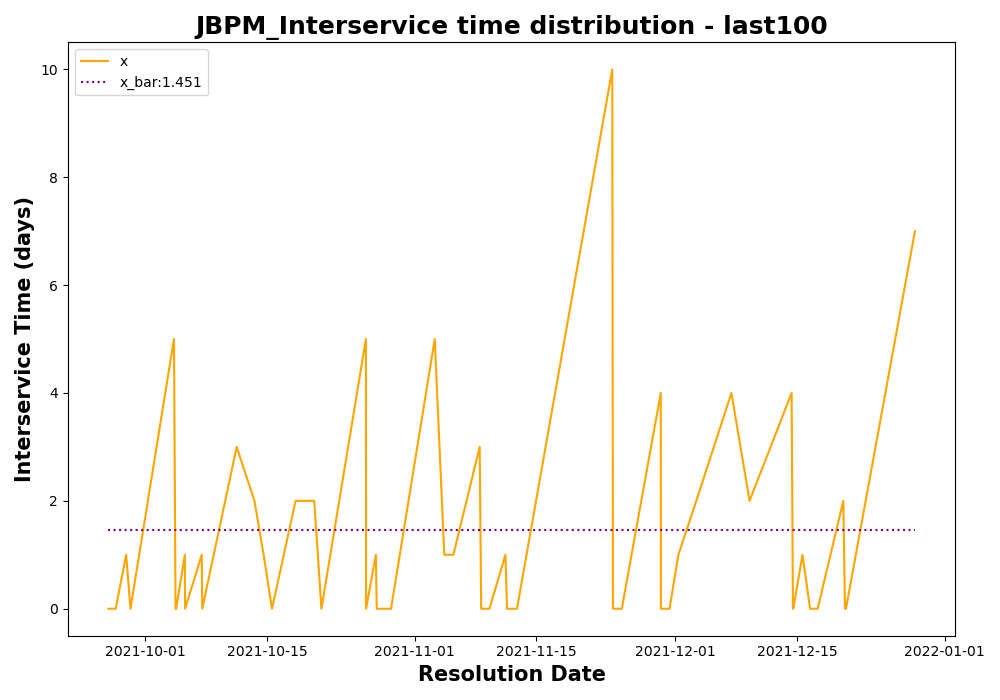 JBPM_Interservice time distribution - last100
x
x_bar:1.451
Interservice Time (days)
10
8
6
4
2
0
2021-10-01 2021-10-15 2021-11-01 2021-11-15 2021-12-01 2021-12-15 2022-01-01
Resolution Date